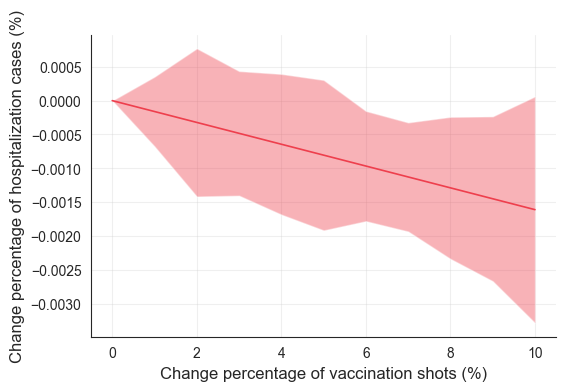 Change percentage of hospitalization cases (%)
0.0005
0.0000
−0.0005
−0.0010
−0.0015
−0.0020
−0.0025
−0.0030
0 2 4 6 8 10
Change percentage of vaccination shots (%)